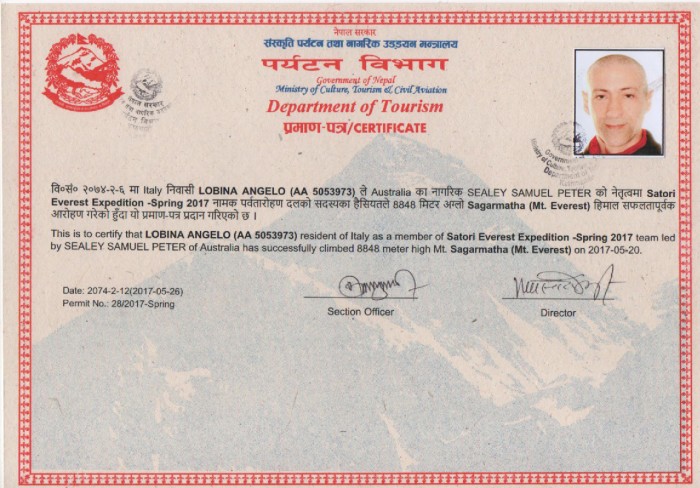 नेपाल सरकार
संस्कृति पर्यटन तथा नागरिक उड्डयन मन्त्रालय
पर्यटन विभाग
Government of Nepal
Ministry of Culture, Tourism & Civil Aviation
Department of Tourism
प्रमाण-पत्र/CERTIFICATE
वि०सं० २०७४-२-६ मा Italy निवासी LOBINA ANGELO (AA 5053973) ले Australia का नागरिक SEALEY SAMUEL PETER को नेतृत्वमा Satori
Everest Expedition -Spring 2017 नामक पर्वतारोहण दलको सदस्यका हैसियतले 8848 मिटर अग्लो Sagarmatha (Mt. Everest) हिमाल सफलतापूर्वक
आरोहण गरेको हुँदा यो प्रमाण-पत्र प्रदान गरिएको छ ।
This is to certify that LOBINA ANGELO (AA 5053973) resident of Italy as a member of Satori Everest Expedition -Spring 2017 team led
by SEALEY SAMUEL PETER of Australia has successfully climbed 8848 meter high Mt. Sagarmatha (Mt. Everest) on 2017-05-20.
Date: 2074-2-12(2017-05-26)
Permit No.: 28/2017-Spring
Section Officer
Director